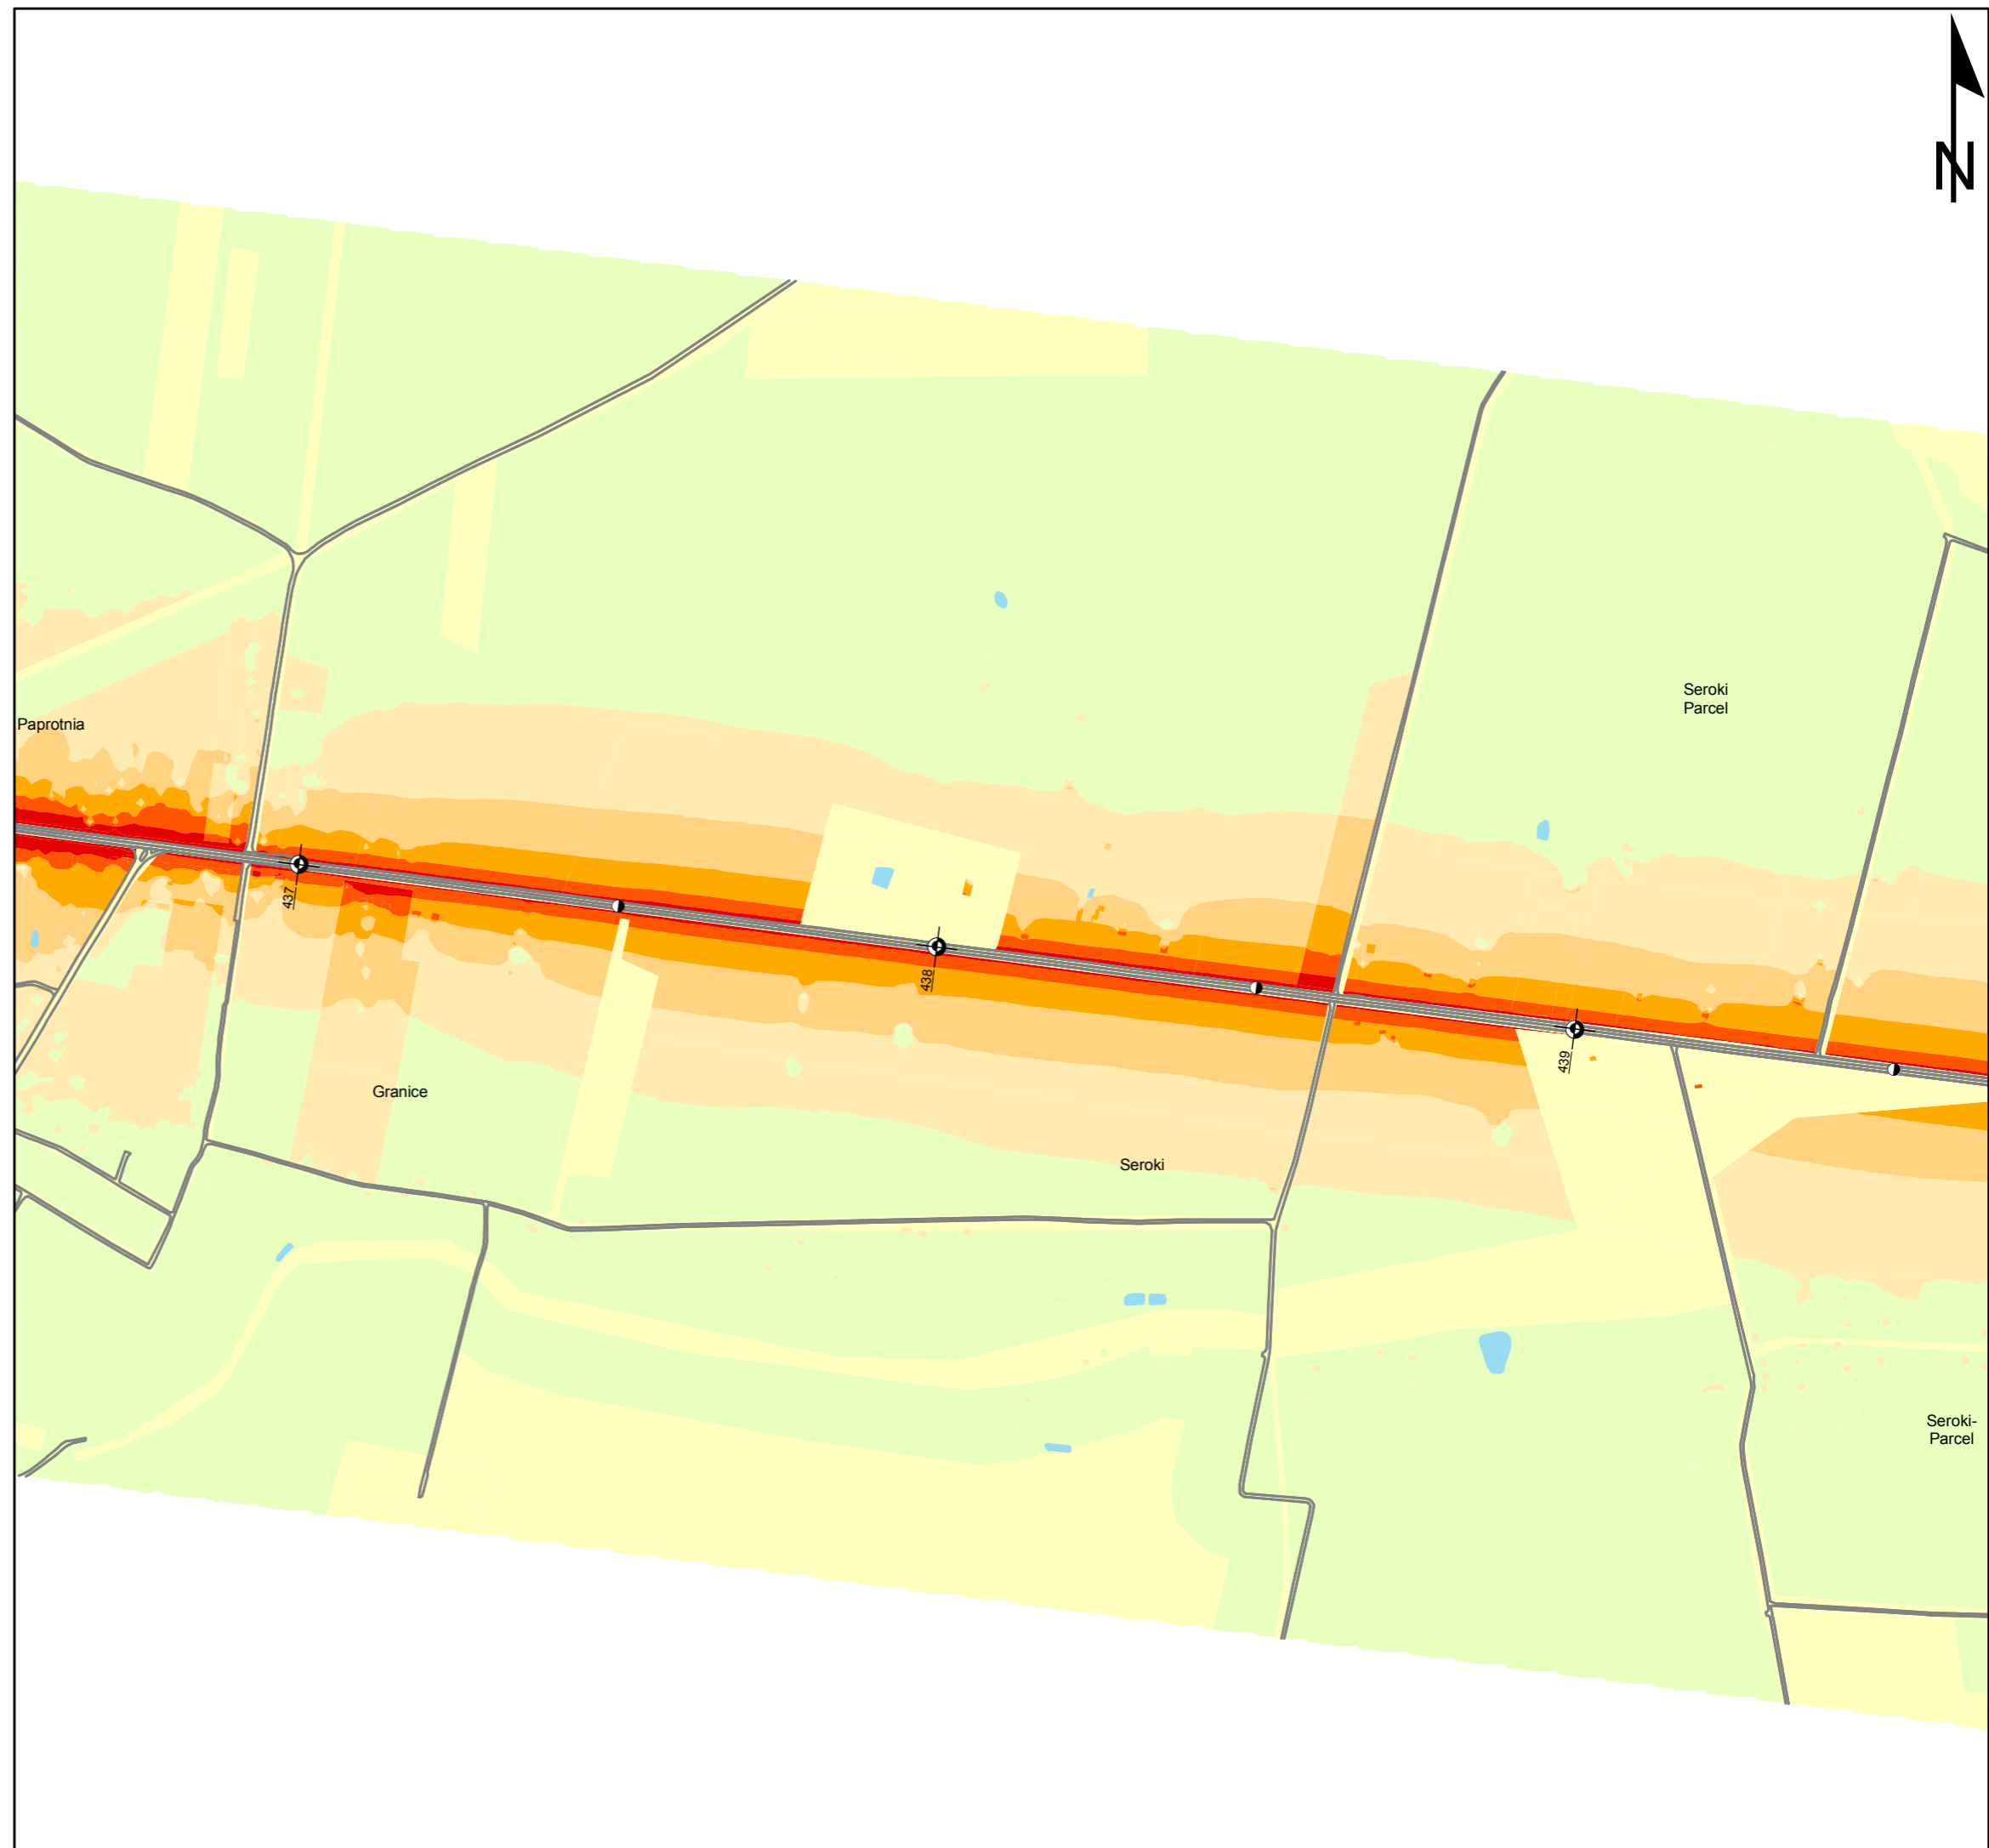 N
Seroki
Parcel
Paprotnia
437
438
439
Granice
Seroki
Seroki-
Parcel